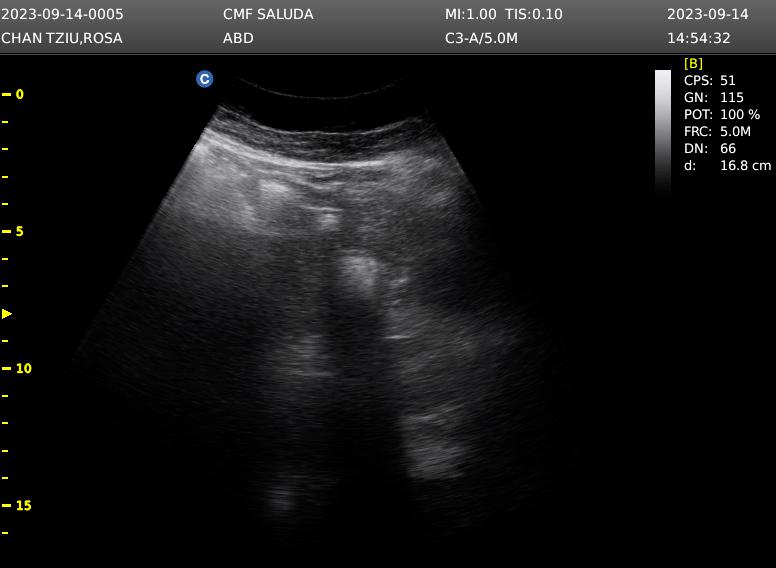 2023-09-14-0005 CMF SALUDA MI:1.00 TIS:0.10 2023-09-14
CHAN TZIU,ROSA ABD C3-A/5.0M 14:54:32
C
[B]
CPS: 51
GN: 115
POT: 100 %
FRC: 5.0M
DN: 66
d: 16.8 cm
0
5
10
15